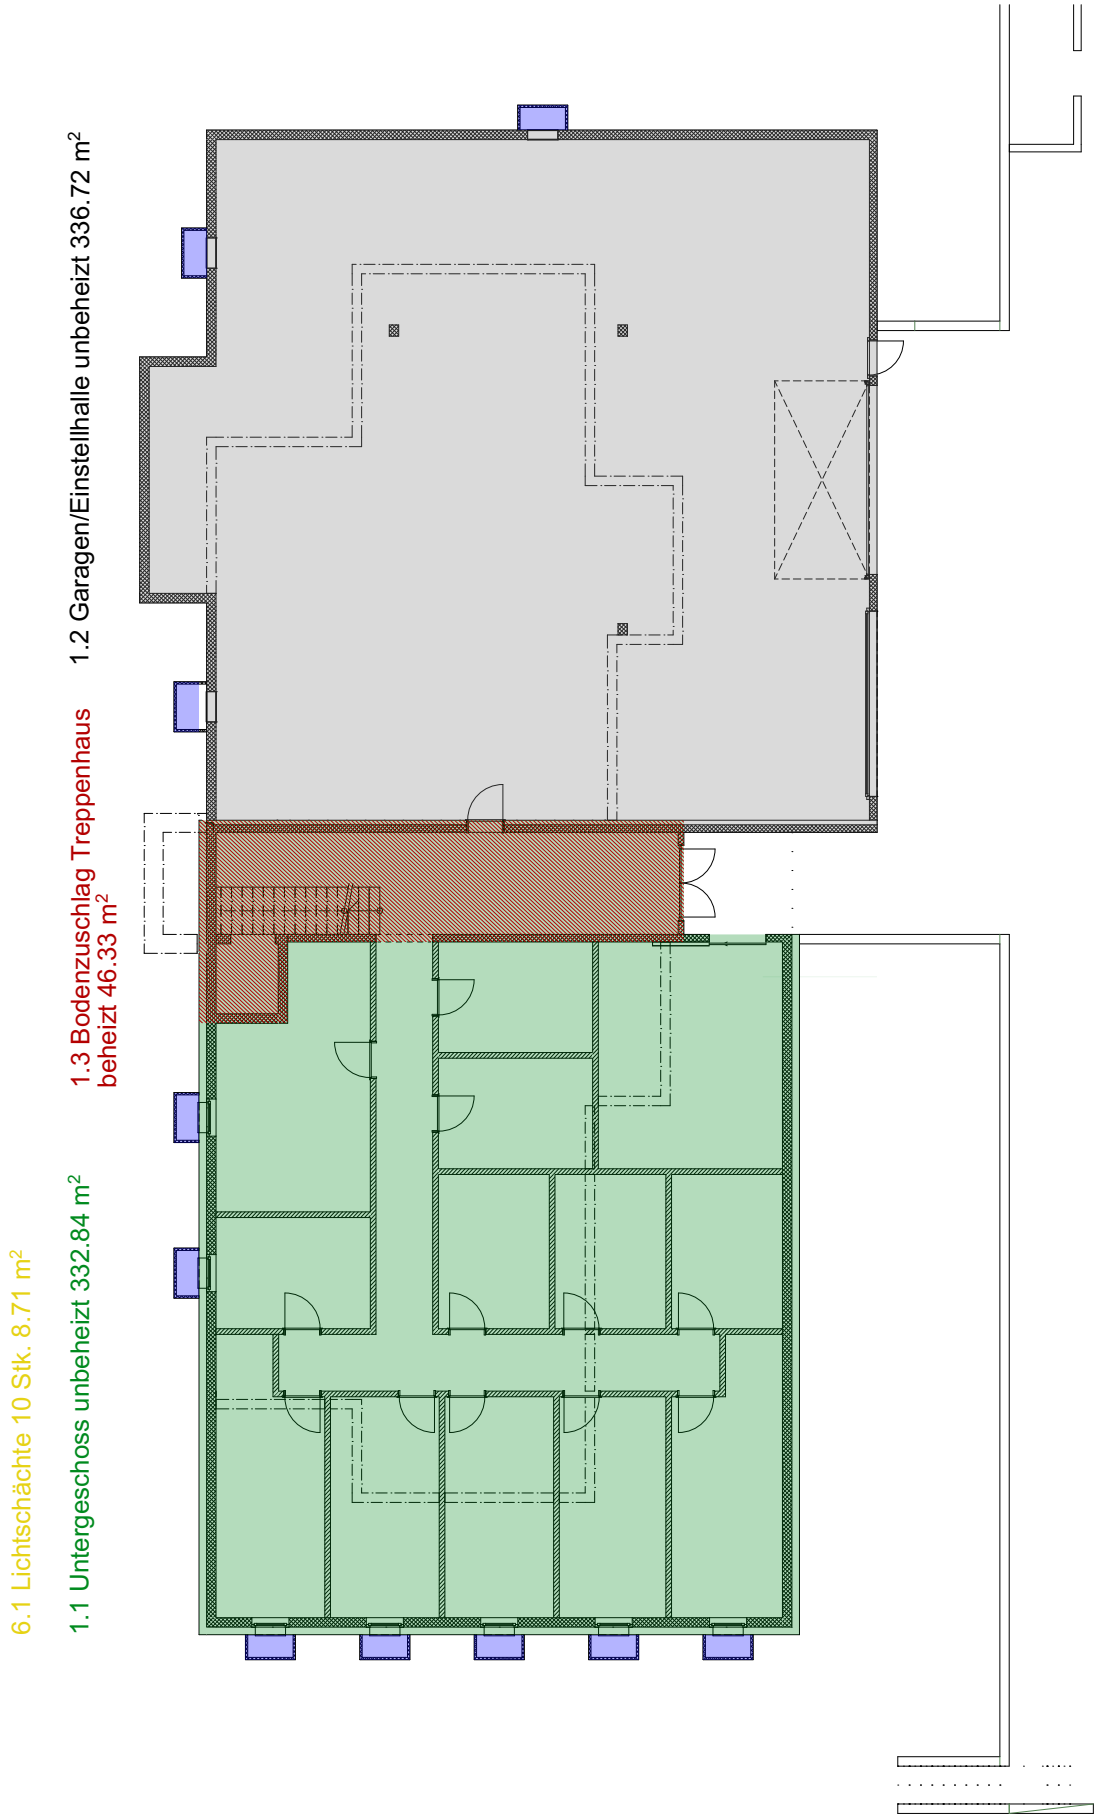 6.1 Lichtschächte 10 Stk. 8.71 m²
1.1 Untergeschoss unbeheizt 332.84 m²
1.3 Bodenzuschlag Treppenhaus
beheizt 46.33 m²
1.2 Garagen/Einstellhalle unbeheizt 336.72 m²